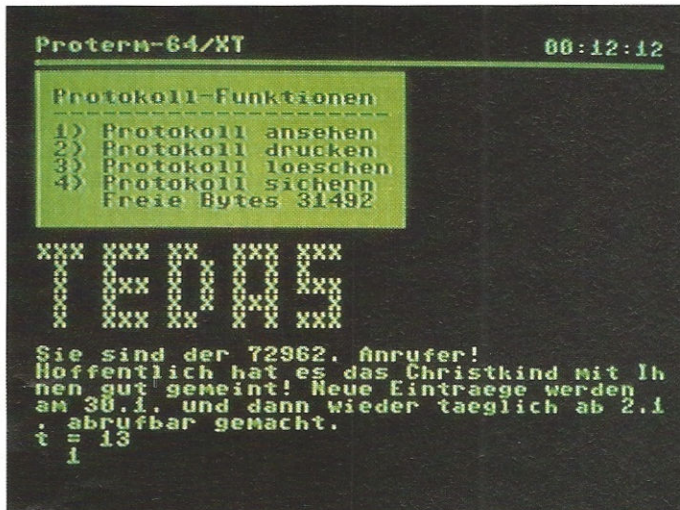 Proterm-64/XT 00:12:12
Protokoll-Funktionen
--------------------
1) Protokoll ansehen
2) Protokoll drucken
3) Protokoll loeschen
4) Protokoll sichern
Freie Bytes 31492
TEDAS
Sie sind der 72962. Anrufer!
Hoffentlich hat es das Christkind mit Ih
nen gut gemeint! Neue Eintraege werden
am 30.1. und dann wieder taeglich ab 2.1
. abrufbar gemacht.
t = 13
1